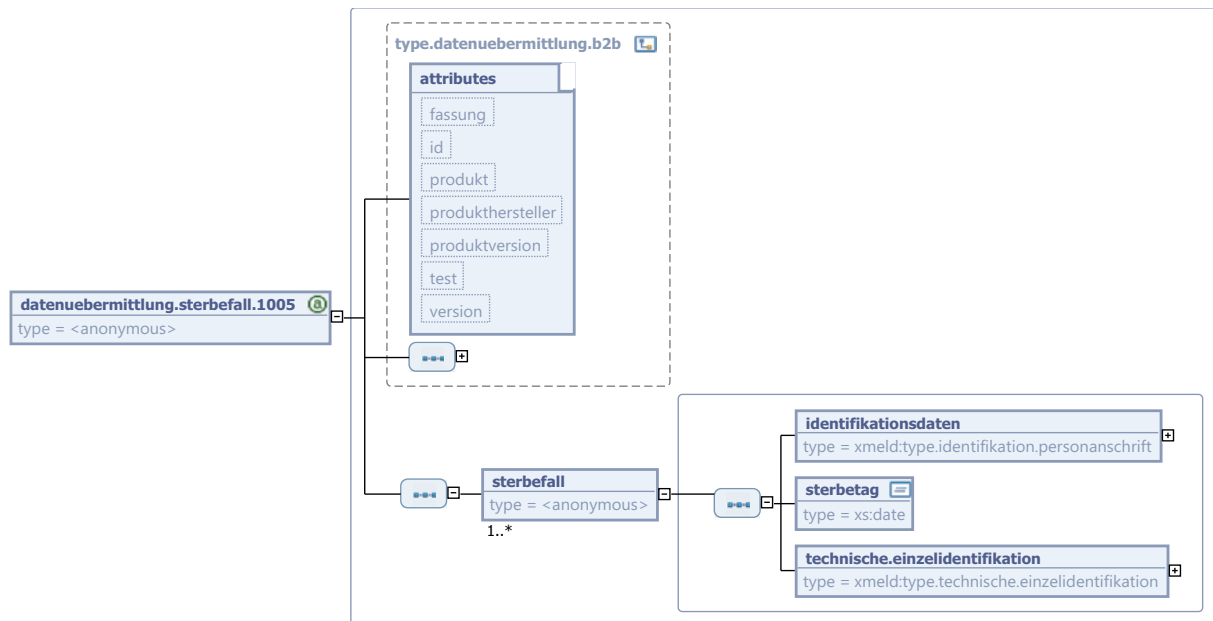 type.datenuebermittlung.b2b
attributes
fassung
id
produkt
produkthersteller
produktversion
test
version
datenuebermittlung.sterbefall.1005
type = <anonymous>
sterbefall
type = <anonymous>
1..*
identifikationsdaten
type = xmeld:type.identifikation.personanschrift
sterbetag
type = xs:date
technische.einzelidentifikation
type = xmeld:type.technische.einzelidentifikation